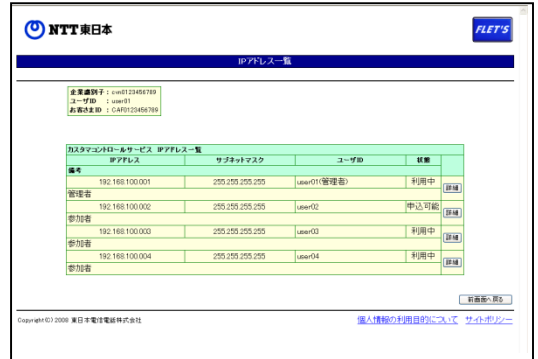 NTT東日本
FLET'S
IPアドレス一覧
企業識別子：cvn0123456789
ユーザID ：user01
お客さまID：CAF0123456789
カスタマコントロールサービス IPアドレス一覧
IPアドレス サブネットマスク ユーザID 状態
備考
192.168.100.001 255.255.255.255 user01(管理者) 利用中 詳細
管理者
192.168.100.002 255.255.255.255 user02 申込可能 詳細
参加者
192.168.100.003 255.255.255.255 user03 利用中 詳細
参加者
192.168.100.004 255.255.255.255 user04 利用中 詳細
参加者
前画面へ戻る
Copyright(C) 2000 東日本電信電話株式会社 個人情報の利用目的について サイトポリシー